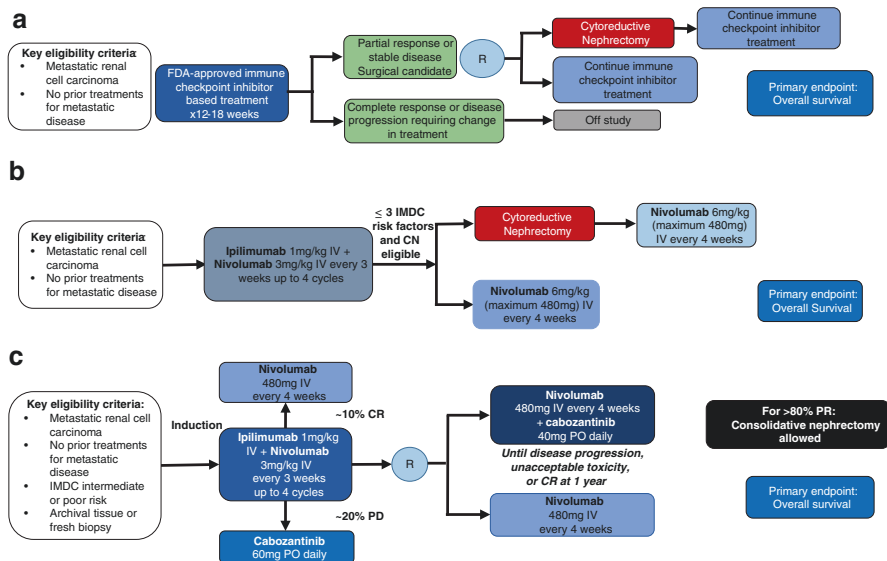 a
Key eligibility criteria:
• Metastatic renal
cell carcinoma
• No prior treatments
for metastatic
disease
FDA-approved immune
checkpoint inhibitor
based treatment
x12-18 weeks
Partial response or
stable disease
Surgical candidate
R
Cytoreductive
Nephrectomy
Continue immune
checkpoint inhibitor
treatment
Continue immune
checkpoint inhibitor
treatment
Complete response or disease
progression requiring change
in treatment
Off study
Primary endpoint:
Overall survival
b
Key eligibility criteria:
• Metastatic renal cell
carcinoma
• No prior treatments
for metastatic disease
Ipilimumab 1mg/kg IV +
Nivolumab 3mg/kg IV every 3
weeks up to 4 cycles
≤ 3 IMDC
risk factors
and CN
eligible
Cytoreductive
Nephrectomy
Nivolumab 6mg/kg
(maximum 480mg)
IV every 4 weeks
Nivolumab 6mg/kg
(maximum 480mg) IV
every 4 weeks
Primary endpoint:
Overall Survival
c
Key eligibility criteria:
• Metastatic renal cell
carcinoma
• No prior treatments
for metastatic
disease
• IMDC intermediate
or poor risk
• Archival tissue or
fresh biopsy
Induction
Nivolumab
480mg IV
every 4 weeks
~10% CR
Ipilimumab 1mg/kg
IV + Nivolumab
3mg/kg IV
every 3 weeks
up to 4 cycles
~20% PD
Cabozantinib
60mg PO daily
R
Nivolumab
480mg IV every 4 weeks
+ cabozantinib
40mg PO daily
Until disease progression,
unacceptable toxicity,
or CR at 1 year
Nivolumab
480mg IV
every 4 weeks
For >80% PR:
Consolidative nephrectomy
allowed
Primary endpoint:
Overall survival